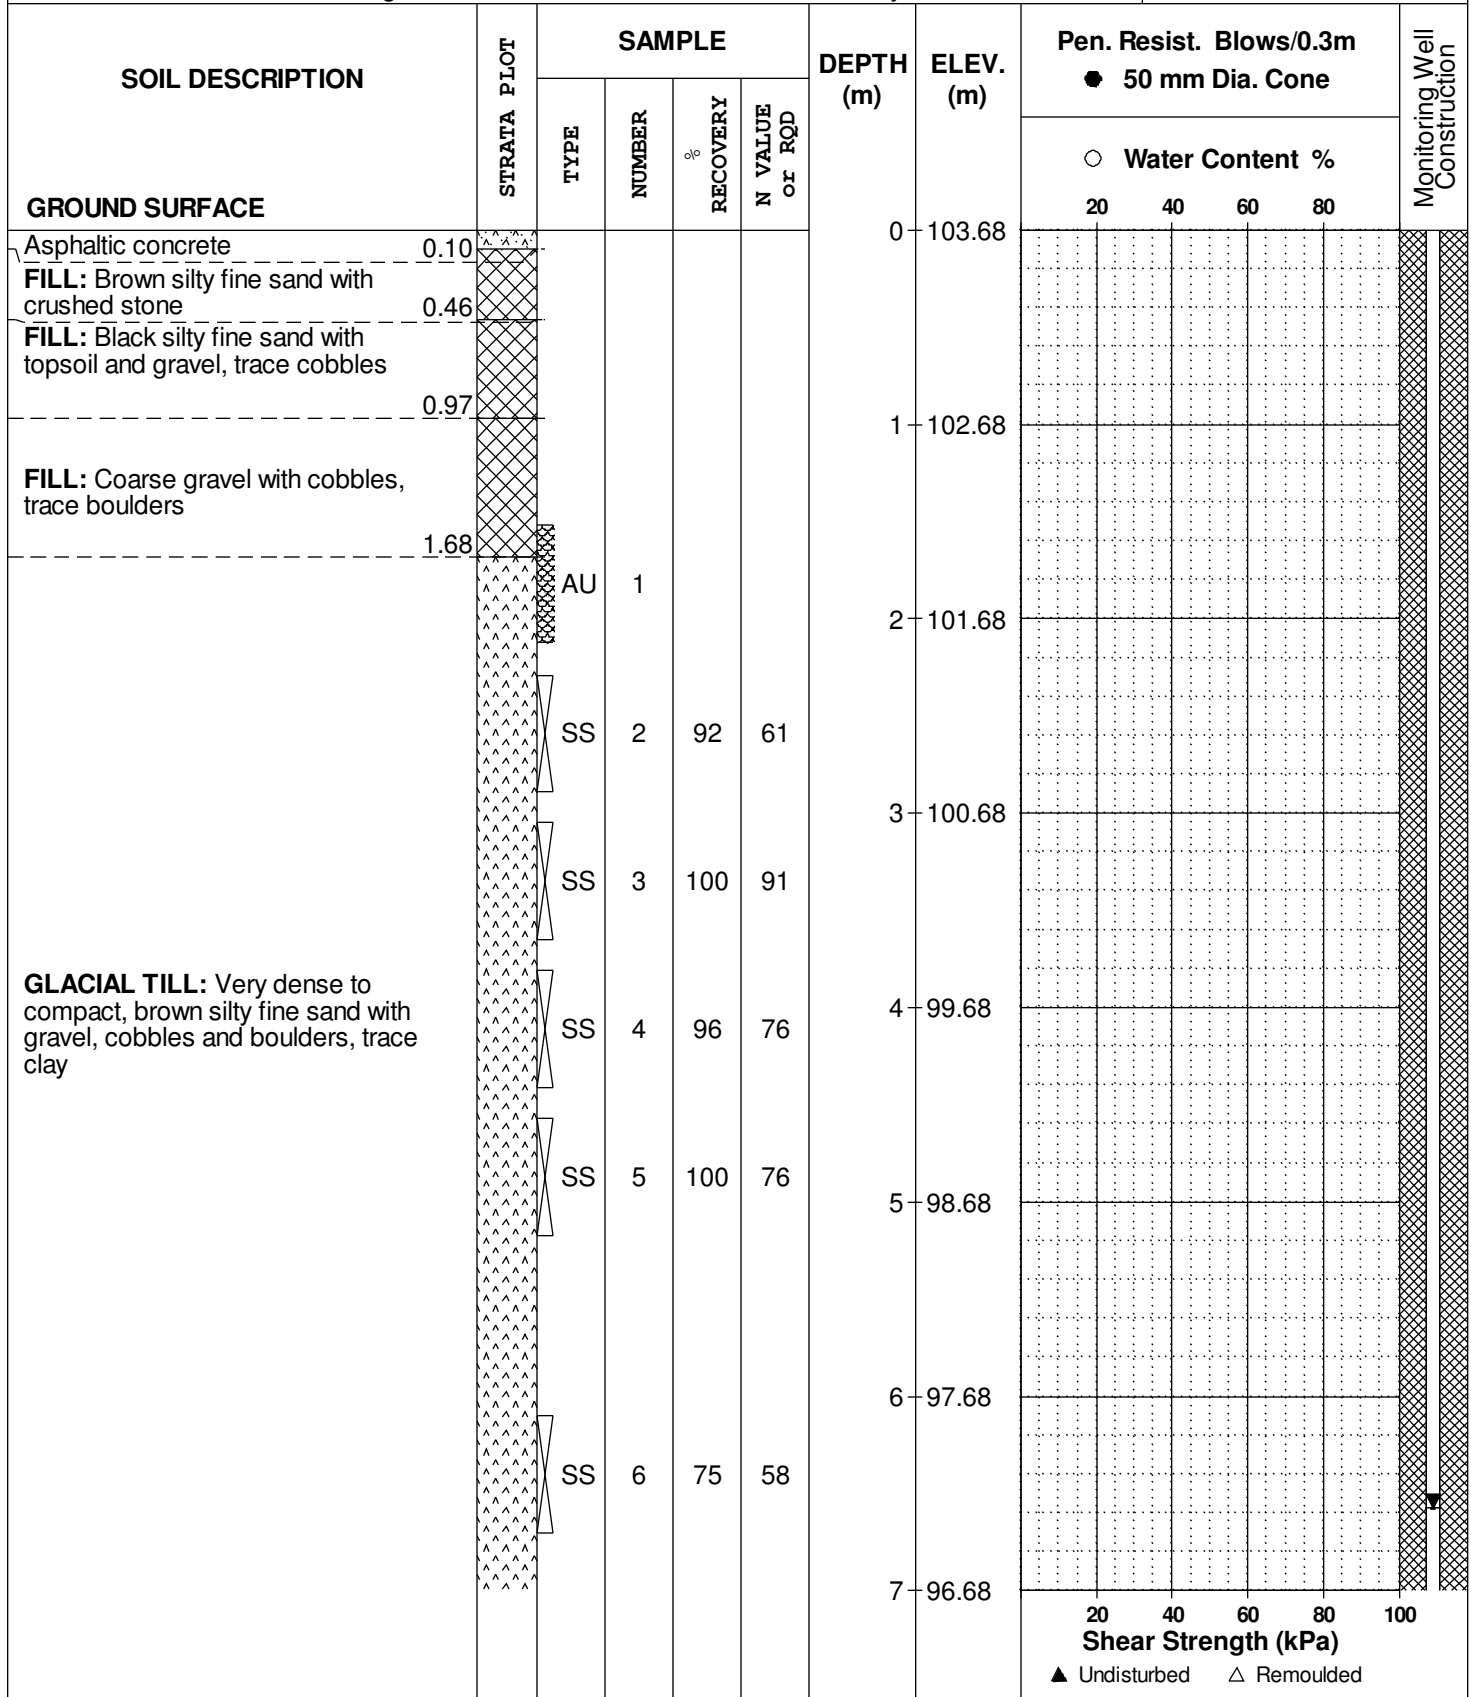 SOIL DESCRIPTION
GROUND SURFACE
STRATA PLOT
SAMPLE
TYPE
NUMBER
%
RECOVERY
N VALUE
or RQD
DEPTH
(m)
ELEV.
(m)
Pen. Resist. Blows/0.3m
● 50 mm Dia. Cone
○ Water Content %
20 40 60 80
Monitoring Well
Construction
0 103.68
Asphaltic concrete 0.10
FILL: Brown silty fine sand with
crushed stone 0.46
FILL: Black silty fine sand with
topsoil and gravel, trace cobbles
0.97
1 102.68
FILL: Coarse gravel with cobbles,
trace boulders
1.68
AU 1
2 101.68
SS 2 92 61
3 100.68
SS 3 100 91
GLACIAL TILL: Very dense to
compact, brown silty fine sand with
gravel, cobbles and boulders, trace
clay
4 99.68
SS 4 96 76
SS 5 100 76
5 98.68
6 97.68
SS 6 75 58
7 96.68
20 40 60 80 100
Shear Strength (kPa)
▲ Undisturbed △ Remoulded